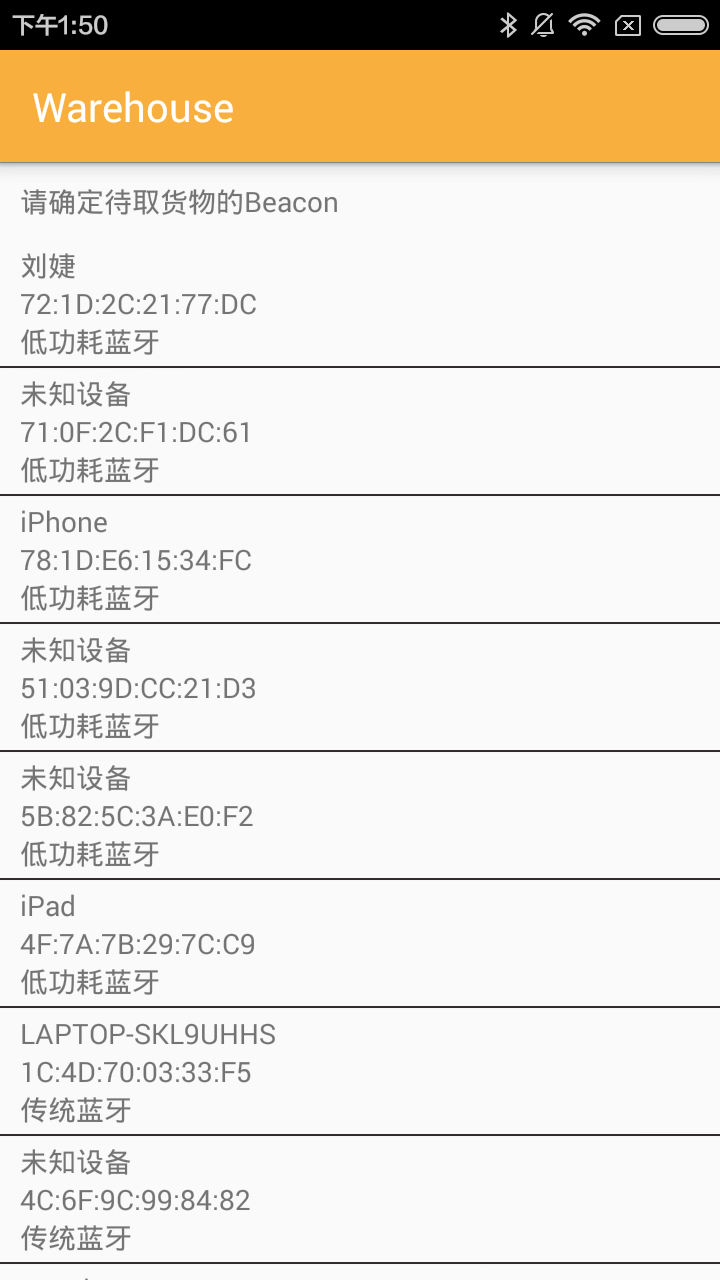 下午1:50
Warehouse
请确定待取货物的Beacon
刘婕
72:1D:2C:21:77:DC
低功耗蓝牙
未知设备
71:0F:2C:F1:DC:61
低功耗蓝牙
iPhone
78:1D:E6:15:34:FC
低功耗蓝牙
未知设备
51:03:9D:CC:21:D3
低功耗蓝牙
未知设备
5B:82:5C:3A:E0:F2
低功耗蓝牙
iPad
4F:7A:7B:29:7C:C9
低功耗蓝牙
LAPTOP-SKL9UHHS
1C:4D:70:03:33:F5
传统蓝牙
未知设备
4C:6F:9C:99:84:82
传统蓝牙